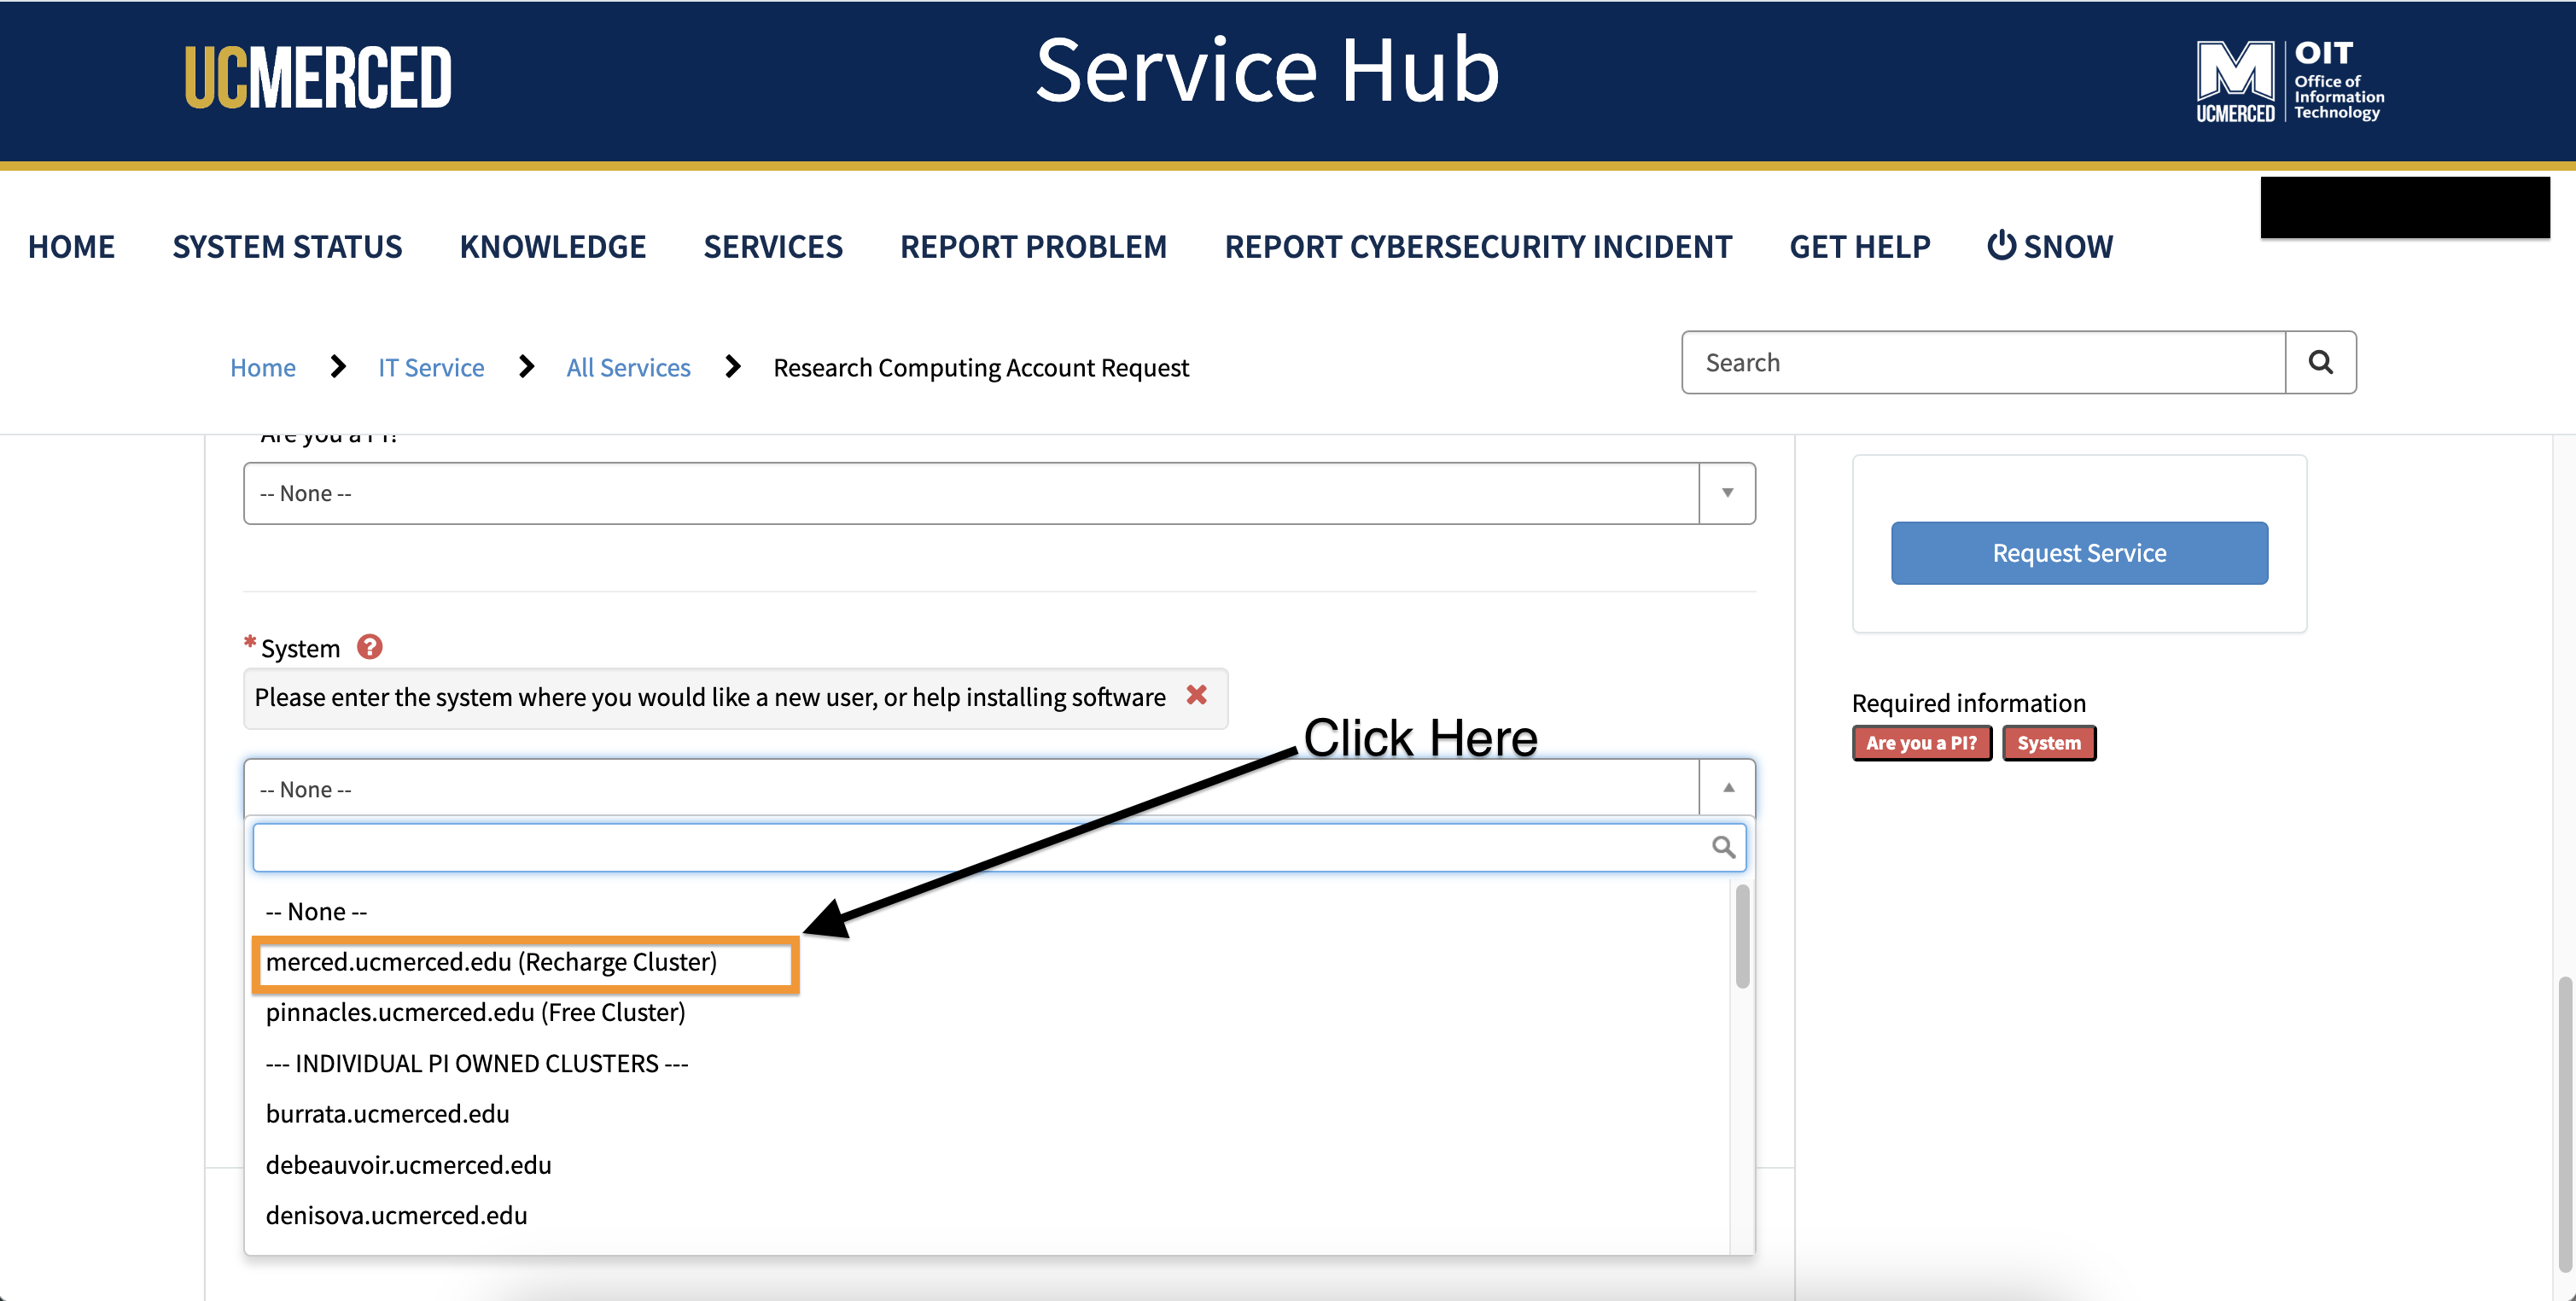 UCMERCED
Service Hub
M
UCMERCED
OIT
Office of
Information
Technology
HOME SYSTEM STATUS KNOWLEDGE SERVICES REPORT PROBLEM REPORT CYBERSECURITY INCIDENT GET HELP SNOW
Home IT Service All Services Research Computing Account Request
Search
Are you a PI?
-- None --
Request Service
* System ?
Please enter the system where you would like a new user, or help installing software
Required information
Are you a PI? System
Click Here
-- None --
-- None --
merced.ucmerced.edu (Recharge Cluster)
pinnacles.ucmerced.edu (Free Cluster)
--- INDIVIDUAL PI OWNED CLUSTERS ---
burrata.ucmerced.edu
debeauvoir.ucmerced.edu
denisova.ucmerced.edu